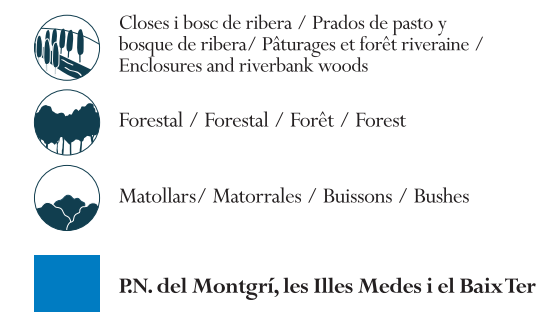 Closes i bosc de ribera / Prados de pasto y
bosque de ribera/ Pâturages et forêt riveraine /
Enclosures and riverbank woods
Forestal / Forestal / Forêt / Forest
Matollars/ Matorrales / Buissons / Bushes
P.N. del Montgrí, les Illes Medes i el Baix Ter